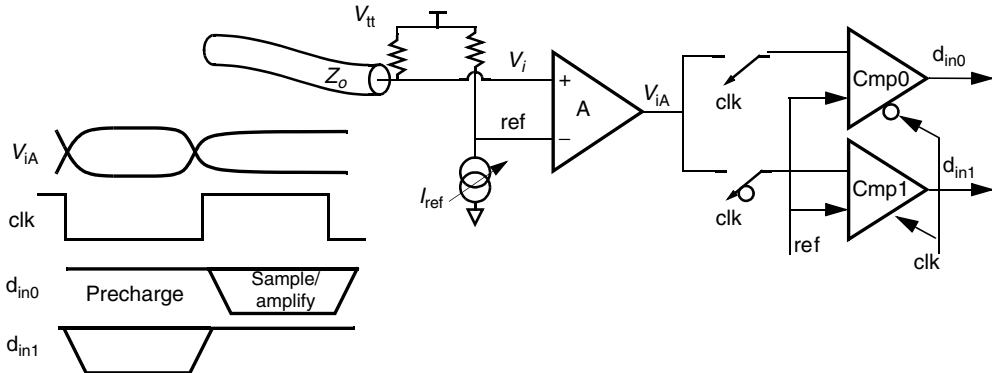 V_tt
Z_o
V_i
+
A
−
ref
I_ref
V_iA
clk
clk
Cmp0
Cmp1
d_in0
d_in1
ref
clk
V_iA
clk
d_in0
Precharge
Sample/
amplify
d_in1